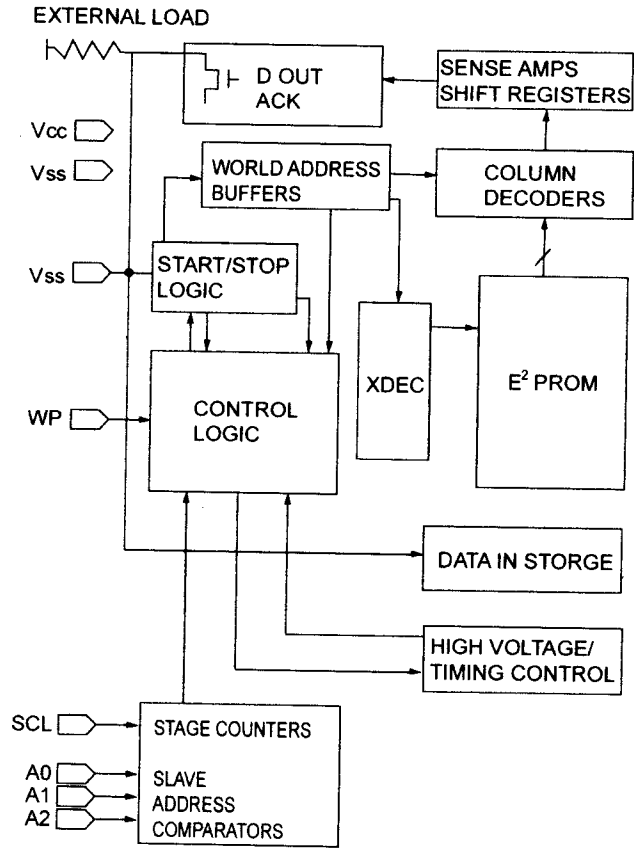 EXTERNAL LOAD
D OUT
ACK
SENSE AMPS
SHIFT REGISTERS
Vcc
Vss
WORLD ADDRESS
BUFFERS
COLUMN
DECODERS
Vss
START/STOP
LOGIC
XDEC
E² PROM
WP
CONTROL
LOGIC
DATA IN STORGE
HIGH VOLTAGE/
TIMING CONTROL
SCL
STAGE COUNTERS
A0
SLAVE
A1
ADDRESS
A2
COMPARATORS